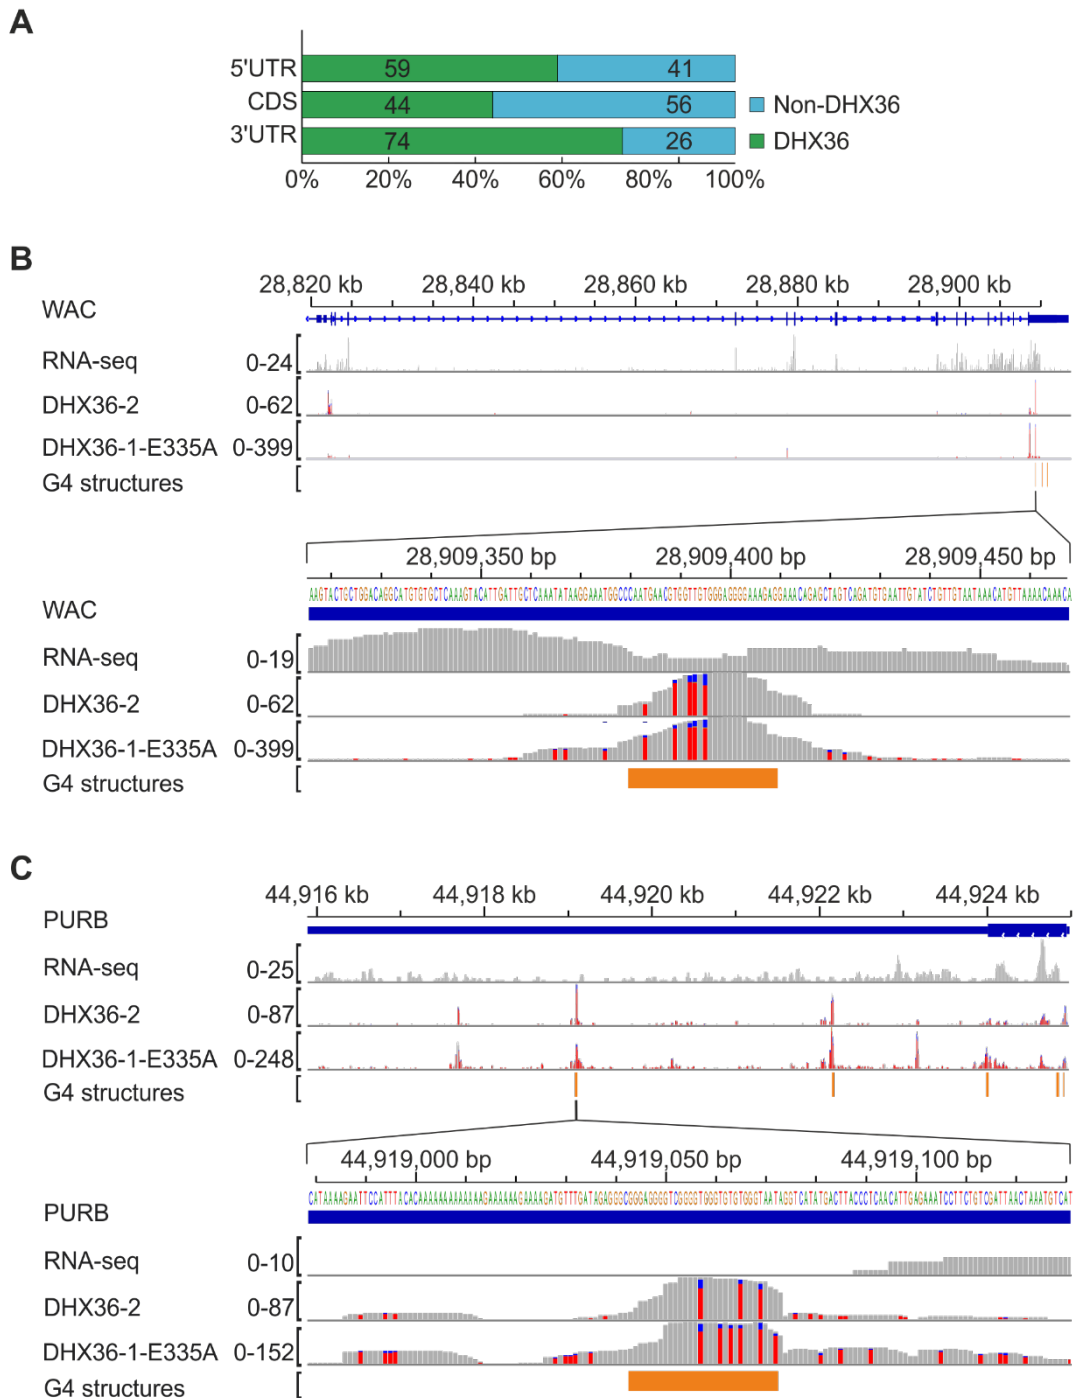 A
5'UTR 59 41
CDS 44 56 Non-DHX36
3'UTR 74 26 DHX36
0% 20% 40% 60% 80% 100%
B
28,820 kb 28,840 kb 28,860 kb 28,880 kb 28,900 kb
WAC
RNA-seq 0-24
DHX36-2 0-62
DHX36-1-E335A 0-399
G4 structures
28,909,350 bp 28,909,400 bp 28,909,450 bp
WAC
RNA-seq 0-19
DHX36-2 0-62
DHX36-1-E335A 0-399
G4 structures
C
44,916 kb 44,918 kb 44,920 kb 44,922 kb 44,924 kb
PURB
RNA-seq 0-25
DHX36-2 0-87
DHX36-1-E335A 0-248
G4 structures
44,919,000 bp 44,919,050 bp 44,919,100 bp
PURB
RNA-seq 0-10
DHX36-2 0-87
DHX36-1-E335A 0-152
G4 structures